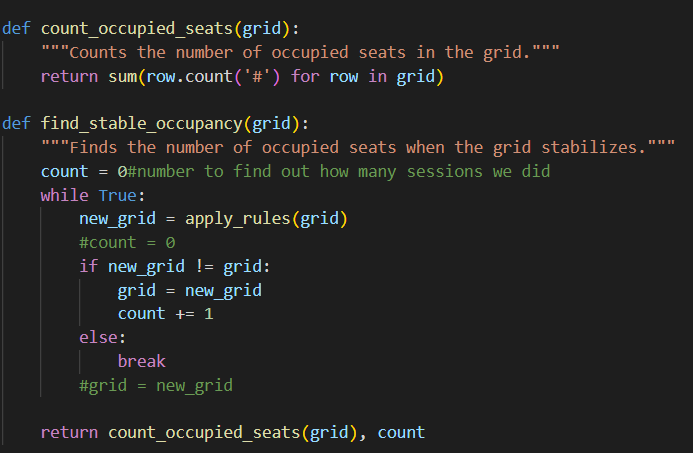 def count_occupied_seats(grid):
    """Counts the number of occupied seats in the grid."""
    return sum(row.count('#') for row in grid)

def find_stable_occupancy(grid):
    """Finds the number of occupied seats when the grid stabilizes."""
    count = 0#number to find out how many sessions we did
    while True:
        new_grid = apply_rules(grid)
        #count = 0
        if new_grid != grid:
            grid = new_grid
            count += 1
        else:
            break
        #grid = new_grid

    return count_occupied_seats(grid), count